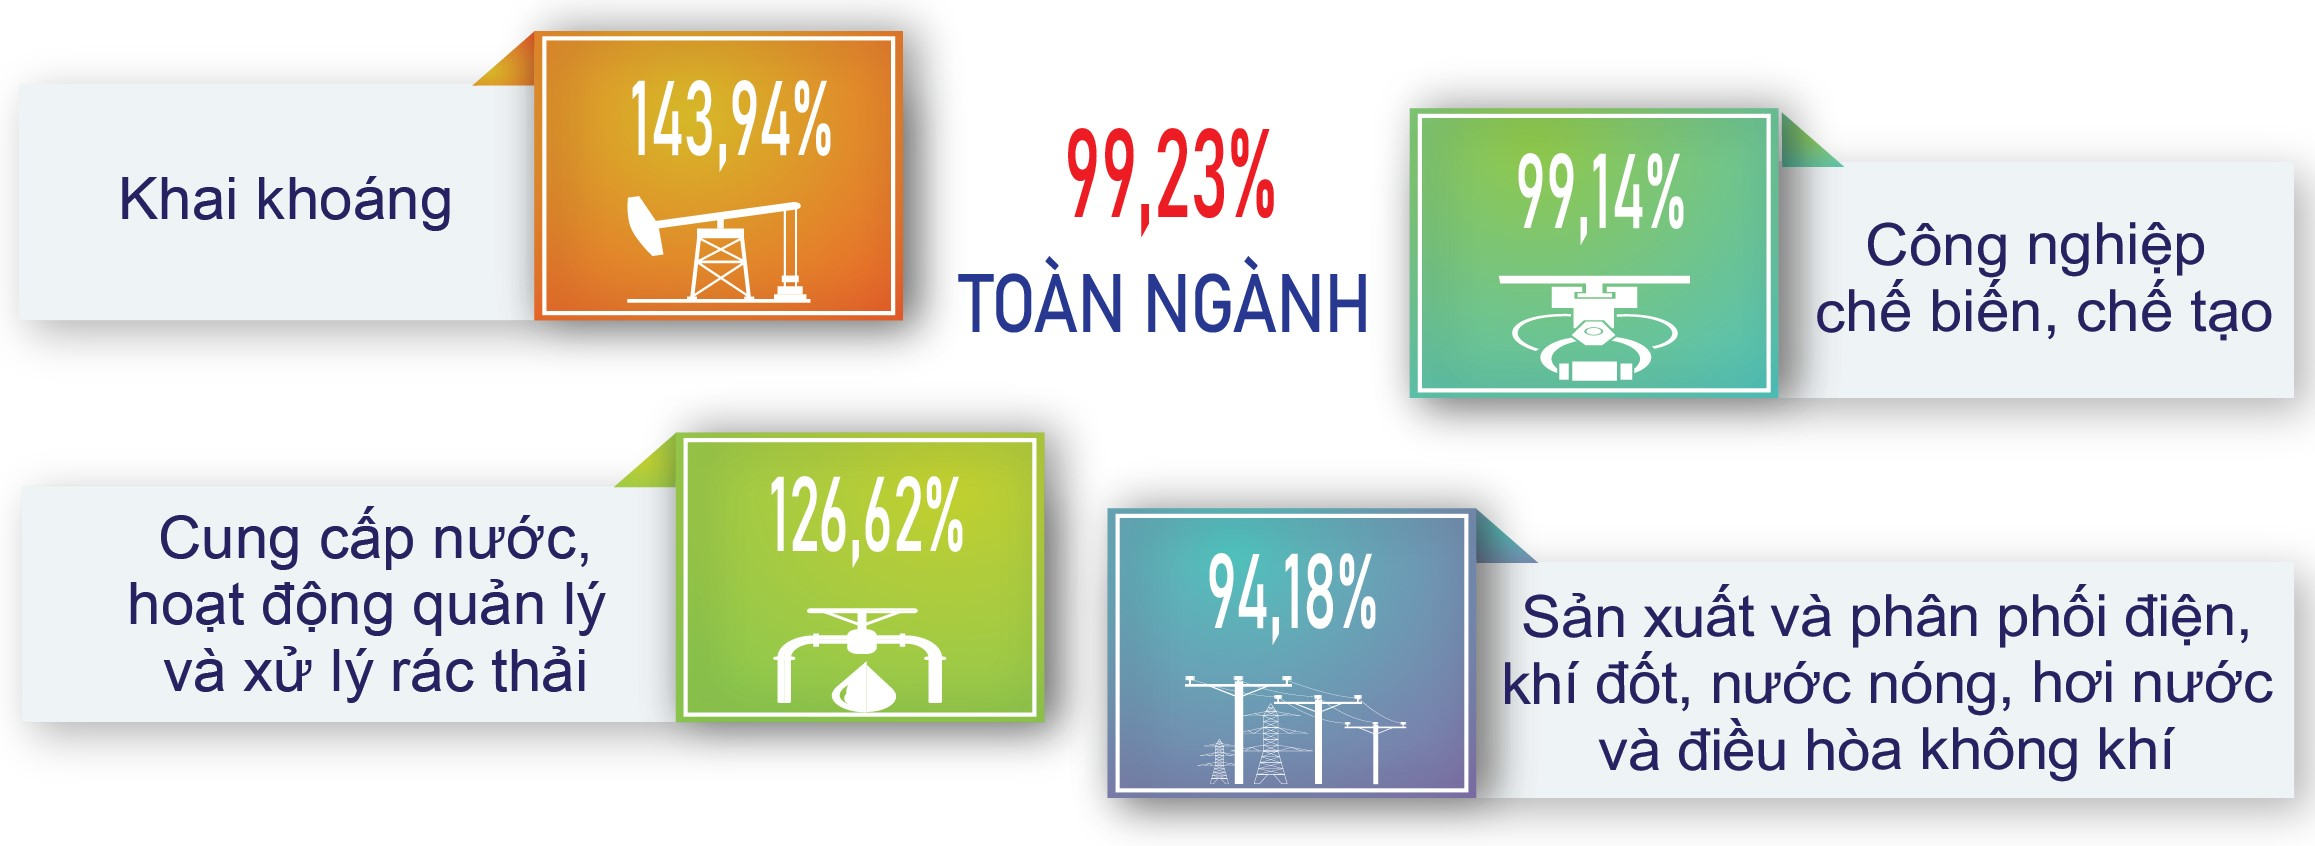 143,94%
Khai khoáng
99,23%
TOÀN NGÀNH
99,14%
Công nghiệp
chế biến, chế tạo
126,62%
Cung cấp nước,
hoạt động quản lý
và xử lý rác thải
94,18%
Sản xuất và phân phối điện,
khí đốt, nước nóng, hơi nước
và điều hòa không khí